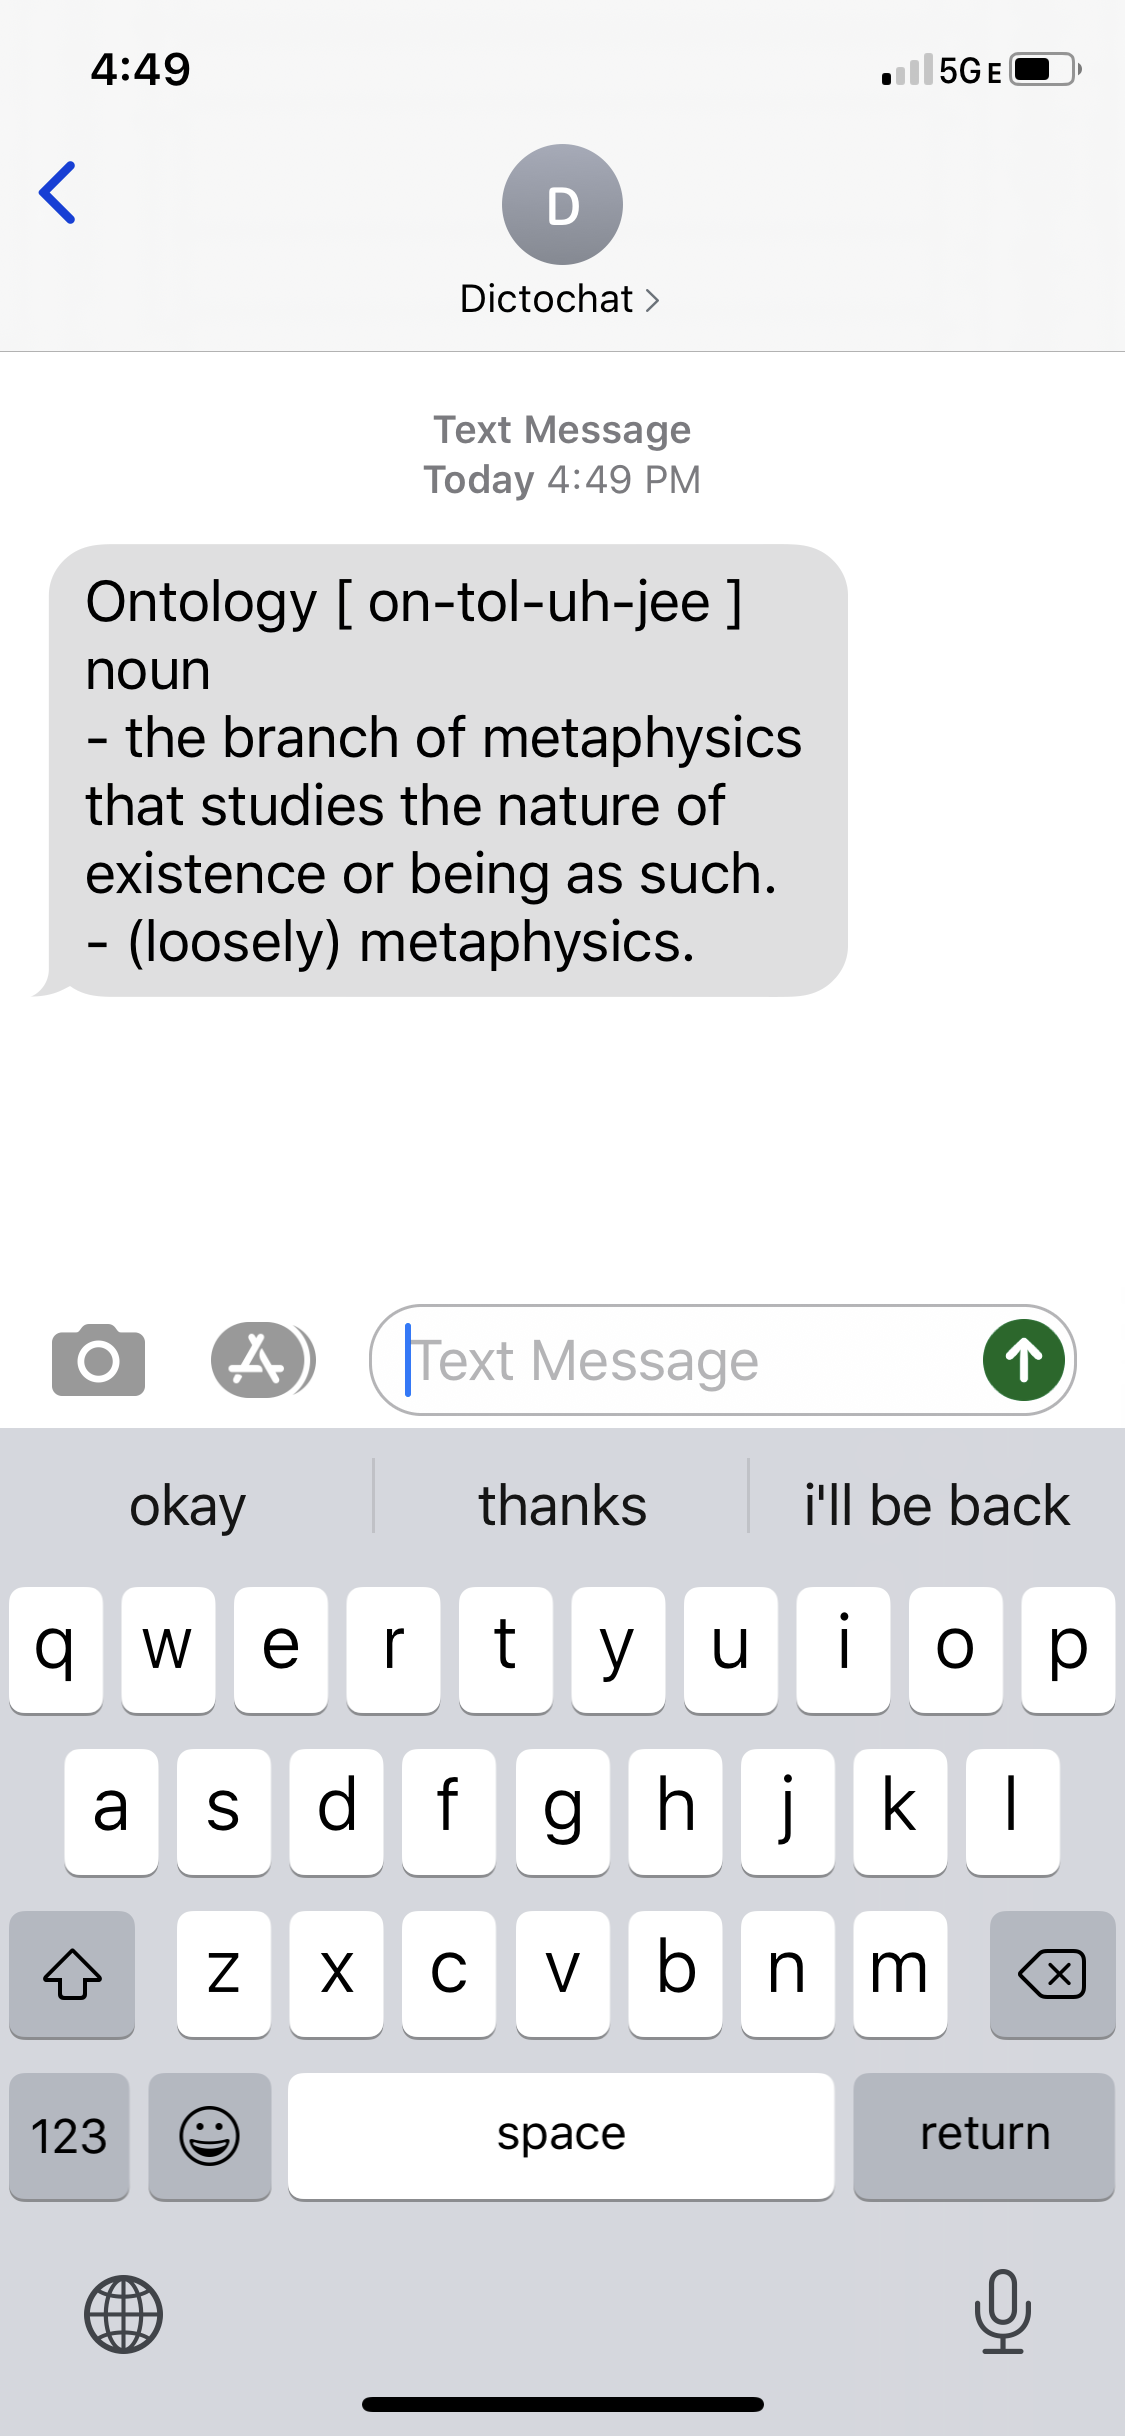 4:49
5G E
D
Dictochat
Text Message
Today 4:49 PM
Ontology [ on-tol-uh-jee ]
noun
- the branch of metaphysics
that studies the nature of
existence or being as such.
- (loosely) metaphysics.
Text Message
okay thanks i'll be back
q w e r t y u i o p
a s d f g h j k l
z x c v b n m
123 space return